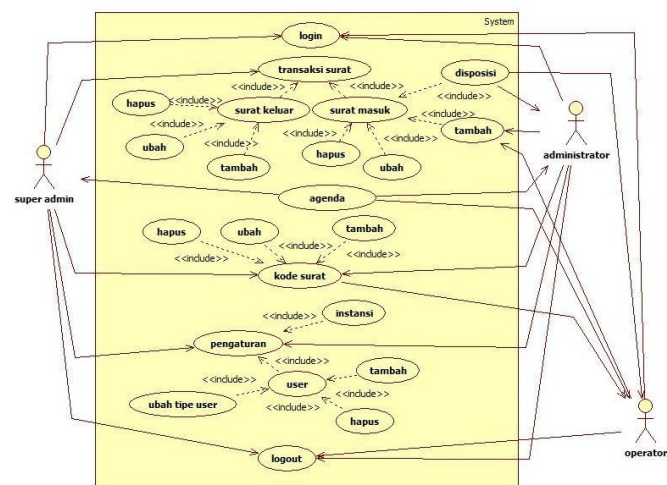 System
login
transaksi surat
<<include>>
<<include>>
disposisi
hapus
<<include>>
<<include>>
surat keluar
surat masuk
<<include>>
<<include>>
<<include>>
<<include>>
tambah
ubah
<<include>>
tambah
hapus
ubah
super admin
administrator
agenda
hapus
ubah
tambah
<<include>>
<<include>>
<<include>>
kode surat
instansi
<<include>>
pengaturan
<<include>>
tambah
<<include>>
user
<<include>>
ubah tipe user
<<include>>
hapus
logout
operator